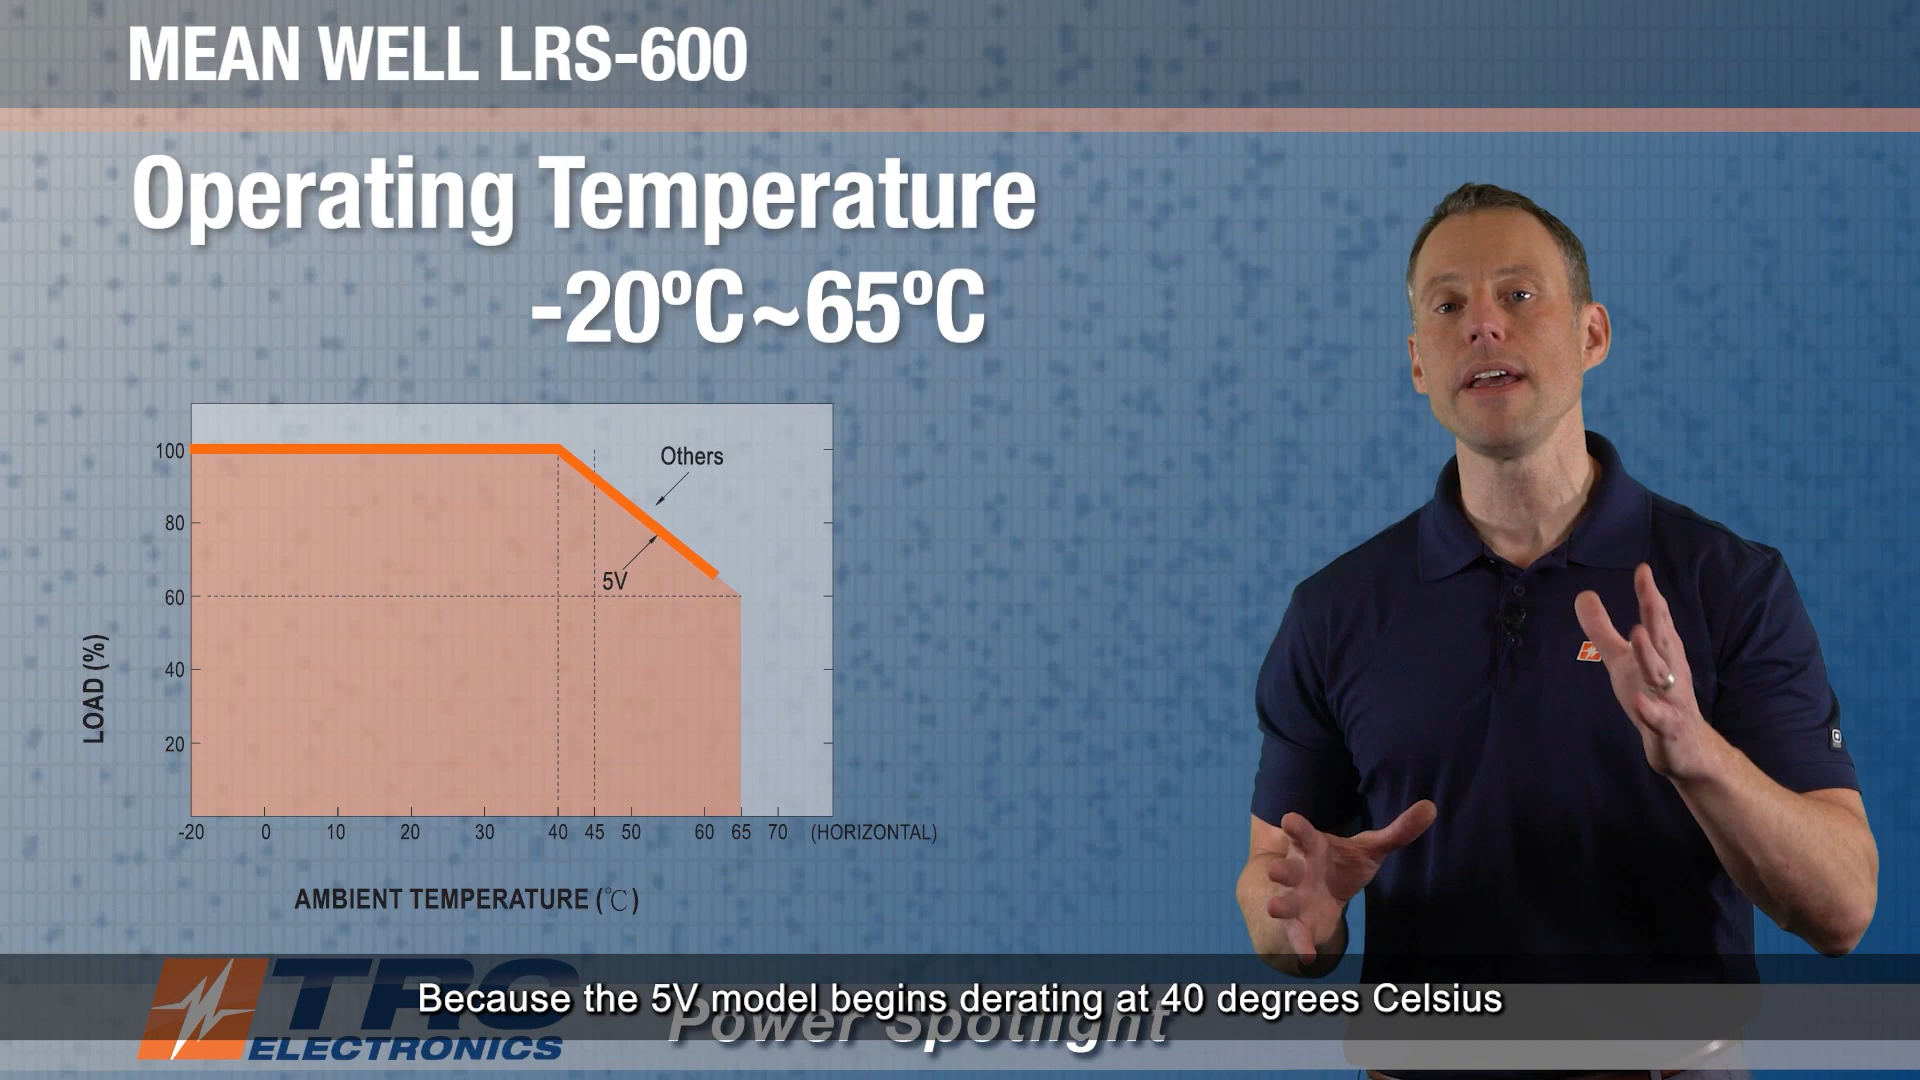 MEAN WELL LRS-600
Operating Temperature
-20ºC~65ºC
100
80
60
40
20
LOAD (%)
Others
5V
-20 0 10 20 30 40 45 50 60 65 70 (HORIZONTAL)
AMBIENT TEMPERATURE (℃)
TRC
ELECTRONICS
Power Spotlight
Because the 5V model begins derating at 40 degrees Celsius